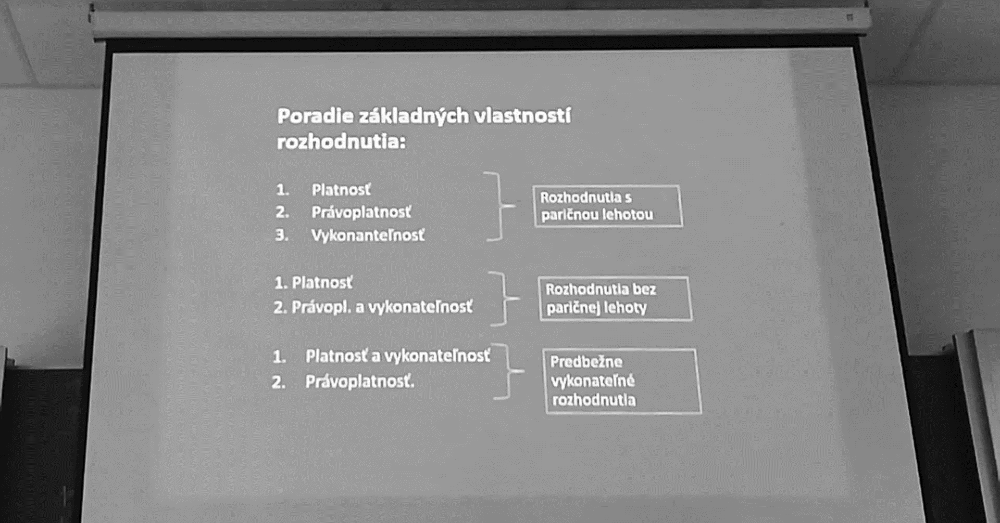 Poradie základných vlastností
rozhodnutia:
1. Platnosť
2. Právoplatnosť
3. Vykonanteľnosť
Rozhodnutia s
paričnou lehotou
1. Platnosť
2. Právopl. a vykonateľnosť
Rozhodnutia bez
paričnej lehoty
1. Platnosť a vykonateľnosť
2. Právoplatnosť.
Predbežne
vykonateľné
rozhodnutia